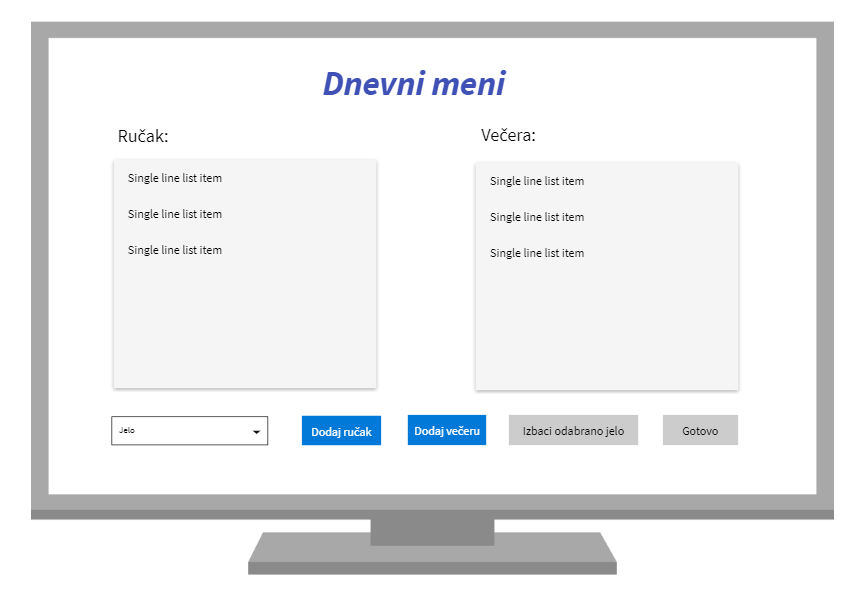 Dnevni meni
Ručak:
Večera:
Single line list item
Single line list item
Single line list item
Single line list item
Single line list item
Single line list item
Jelo
Dodaj ručak
Dodaj večeru
Izbaci odabrano jelo
Gotovo